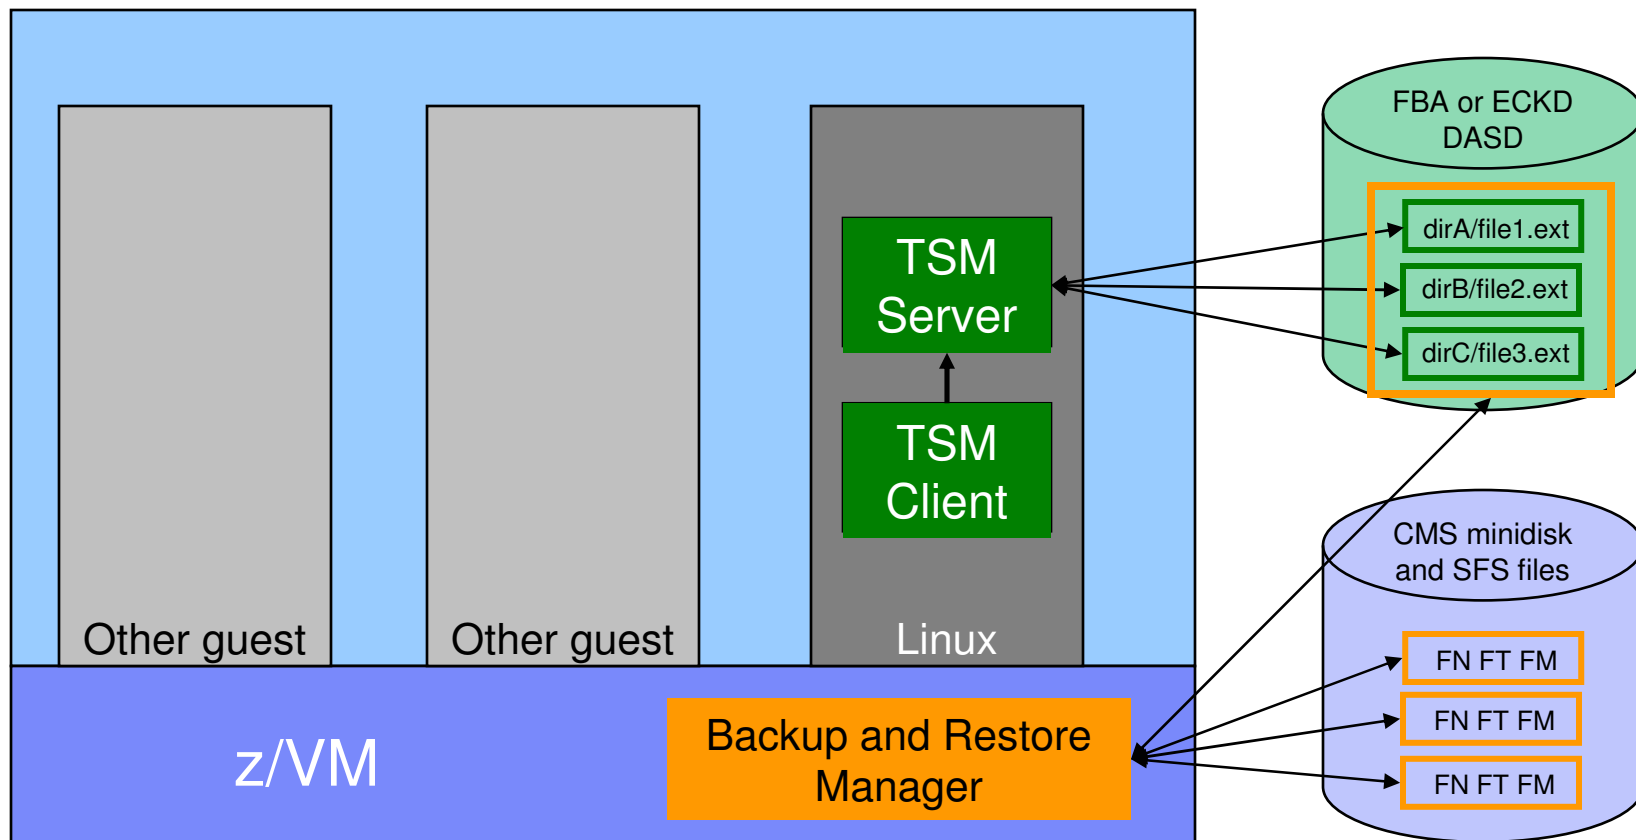 FBA or ECKD
DASD
dirA/file1.ext
dirB/file2.ext
dirC/file3.ext
TSM
Server
TSM
Client
Other guest
Other guest
Linux
CMS minidisk
and SFS files
FN FT FM
FN FT FM
FN FT FM
z/VM
Backup and Restore
Manager